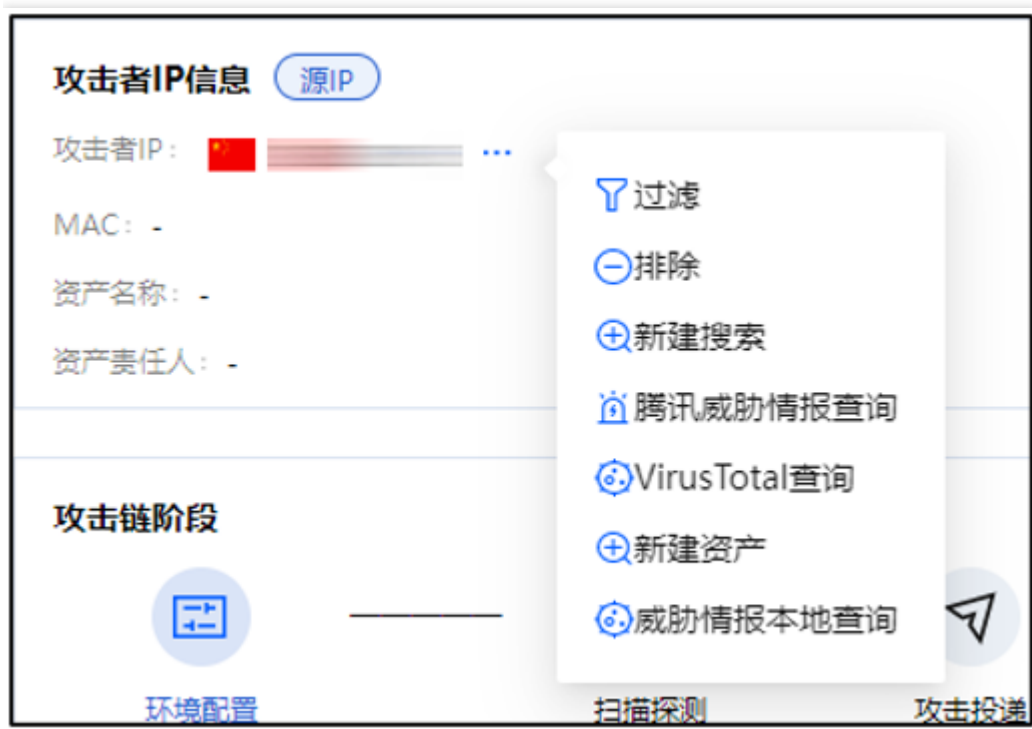 攻击者IP信息 源IP
攻击者IP：
MAC： -
资产名称： -
资产责任人： -
过滤
排除
新建搜索
腾讯威胁情报查询
VirusTotal查询
新建资产
威胁情报本地查询
攻击链阶段
环境配置
扫描探测
攻击投递